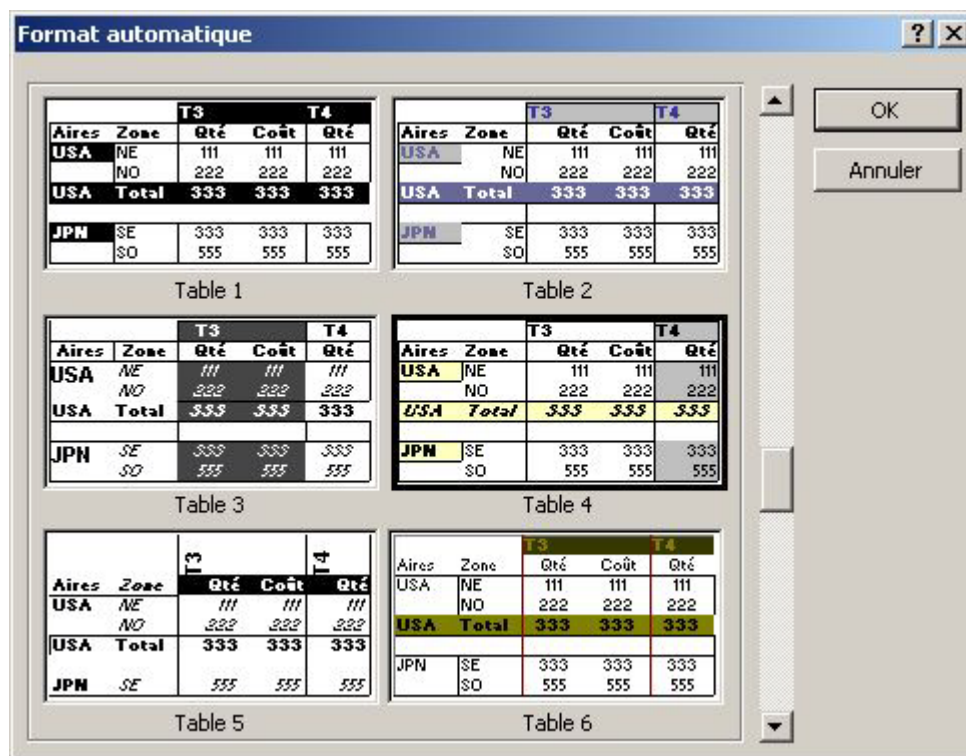 Format automatique
OK
Annuler
T3 T4
Aires Zone Qté Coût Qté
USA NE 111 111 111
NO 222 222 222
USA Total 333 333 333
JPN SE 333 333 333
SO 555 555 555
Table 1
T3 T4
Aires Zone Qté Coût Qté
USA NE 111 111 111
NO 222 222 222
USA Total 333 333 333
JPN SE 333 333 333
SO 555 555 555
Table 2
T3 T4
Aires Zone Qté Coût Qté
USA NE 111 111 111
NO 222 222 222
USA Total 333 333 333
JPN SE 333 333 333
SO 555 555 555
Table 3
T3 T4
Aires Zone Qté Coût Qté
USA NE 111 111 111
NO 222 222 222
USA Total 333 333 333
JPN SE 333 333 333
SO 555 555 555
Table 4
T3 T4
Aires Zone Qté Coût Qté
USA NE 111 111 111
NO 222 222 222
USA Total 333 333 333
JPN SE 555 555 555
Table 5
T3 T4
Aires Zone Qté Coût Qté
USA NE 111 111 111
NO 222 222 222
USA Total 333 333 333
JPN SE 333 333 333
SO 555 555 555
Table 6